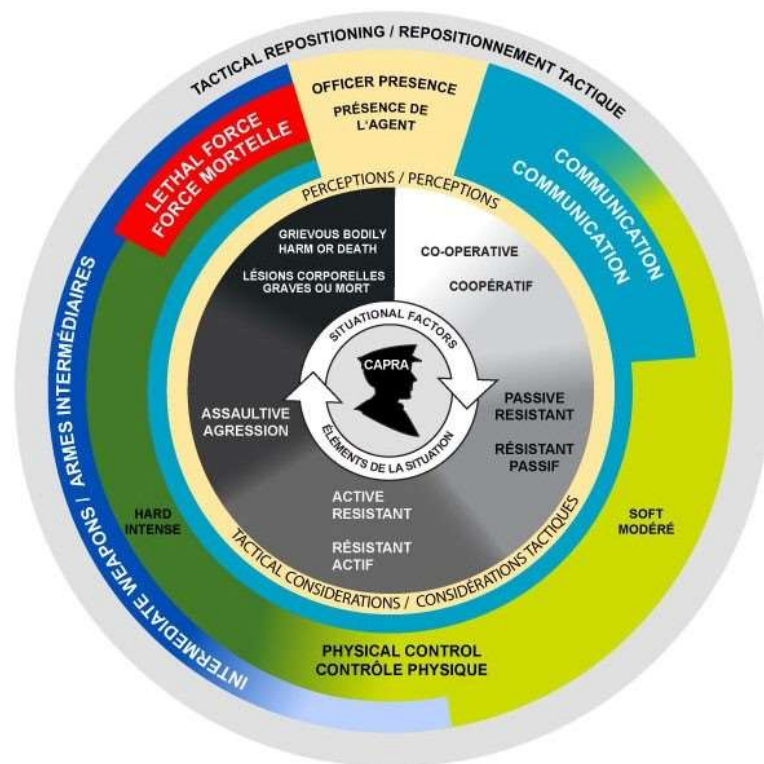 TACTICAL REPOSITIONING / REPOSITIONNEMENT TACTIQUE
OFFICER PRESENCE
PRÉSENCE DE
L'AGENT
LETHAL FORCE
FORCE MORTELLE
COMMUNICATION
COMMUNICATION
PERCEPTIONS / PERCEPTIONS
GRIEVOUS BODILY
HARM OR DEATH
LÉSIONS CORPORELLES
GRAVES OU MORT
CO-OPERATIVE
COOPÉRATIF
SITUATIONAL FACTORS
CAPRA
ÉLÉMENTS DE LA SITUATION
ASSAULTIVE
AGRESSION
PASSIVE
RESISTANT
RÉSISTANT
PASSIF
ACTIVE
RESISTANT
RÉSISTANT
ACTIF
TACTICAL CONSIDERATIONS / CONSIDÉRATIONS TACTIQUES
HARD
INTENSE
SOFT
MODÉRÉ
PHYSICAL CONTROL
CONTRÔLE PHYSIQUE
INTERMEDIATE WEAPONS / ARMES INTERMÉDIAIRES